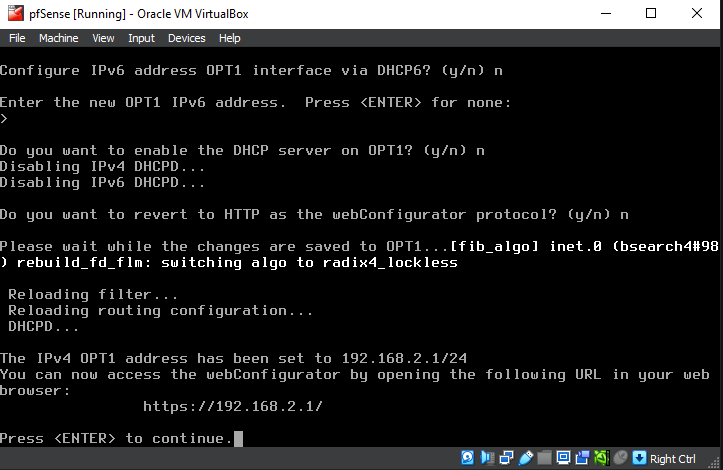 pfSense [Running] - Oracle VM VirtualBox
File Machine View Input Devices Help
Configure IPv6 address OPT1 interface via DHCP6? (y/n) n
Enter the new OPT1 IPv6 address.  Press <ENTER> for none:
>
Do you want to enable the DHCP server on OPT1? (y/n) n
Disabling IPv4 DHCPD...
Disabling IPv6 DHCPD...
Do you want to revert to HTTP as the webConfigurator protocol? (y/n) n
Please wait while the changes are saved to OPT1...[fib_algo] inet.0 (bsearch4#98
) rebuild_fd_flm: switching algo to radix4_lockless
Reloading filter...
Reloading routing configuration...
DHCPD...
The IPv4 OPT1 address has been set to 192.168.2.1/24
You can now access the webConfigurator by opening the following URL in your web
browser:
https://192.168.2.1/
Press <ENTER> to continue.
Right Ctrl